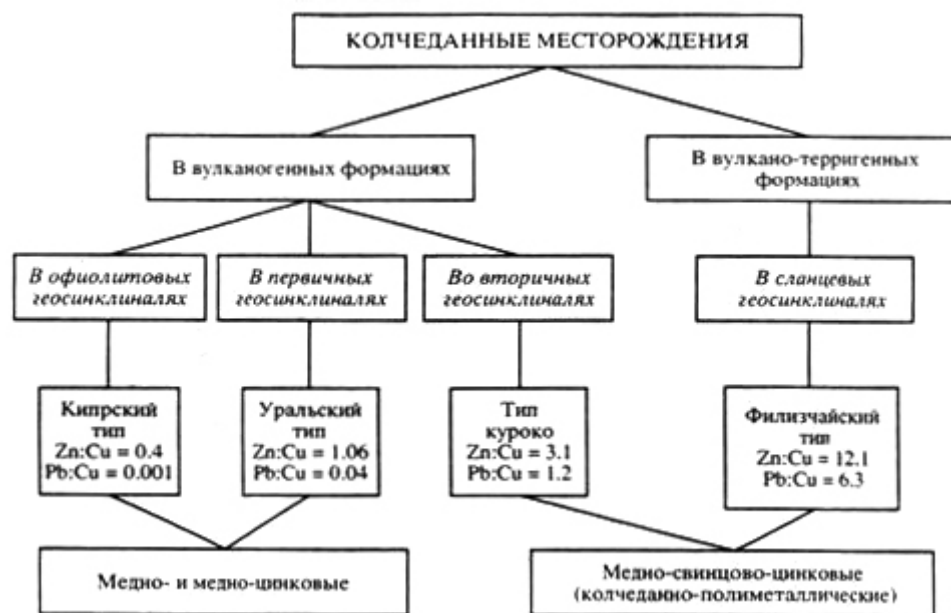 КОЛЧЕДАННЫЕ МЕСТОРОЖДЕНИЯ
В вулканогенных формациях
В вулкано-терригенных
формациях
В офиолитовых
геосинклиналях
В первичных
геосинклиналях
Во вторичных
геосинклиналях
В сланцевых
геосинклиналях
Кипрский
тип
Zn:Cu = 0.4
Pb:Cu = 0.001
Уральский
тип
Zn:Cu = 1.06
Pb:Cu = 0.04
Тип
куроко
Zn:Cu = 3.1
Pb:Cu = 1.2
Филизчайский
тип
Zn:Cu = 12.1
Pb:Cu = 6.3
Медно- и медно-цинковые
Медно-свинцово-цинковые
(колчеданно-полиметаллические)